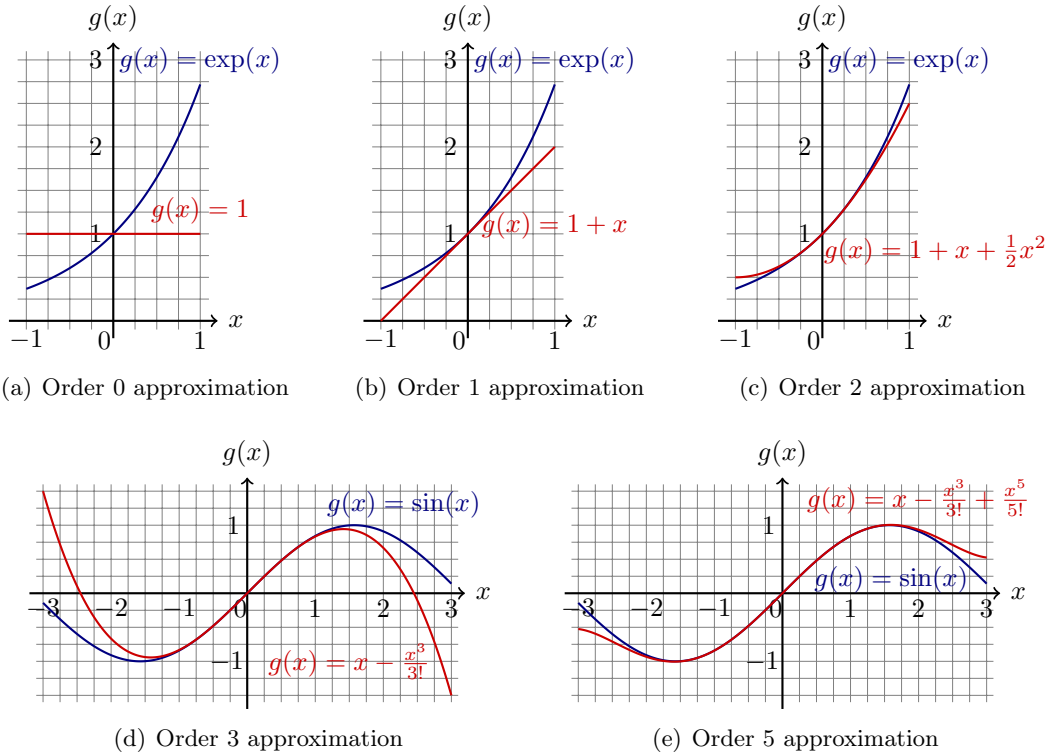 g(x)
g(x) = exp(x)
3
2
g(x) = 1
1
−1 0 1 x
(a) Order 0 approximation
g(x)
g(x) = exp(x)
3
2
1
g(x) = 1 + x
−1 0 1 x
(b) Order 1 approximation
g(x)
g(x) = exp(x)
3
2
1
g(x) = 1 + x + ½x²
−1 0 1 x
(c) Order 2 approximation
g(x)
g(x) = sin(x)
1
−3 −2 −1 0 1 2 3 x
−1
g(x) = x − x³/3!
(d) Order 3 approximation
g(x)
g(x) = x − x³/3! + x⁵/5!
1
g(x) = sin(x)
−3 −2 −1 0 1 2 3 x
−1
(e) Order 5 approximation